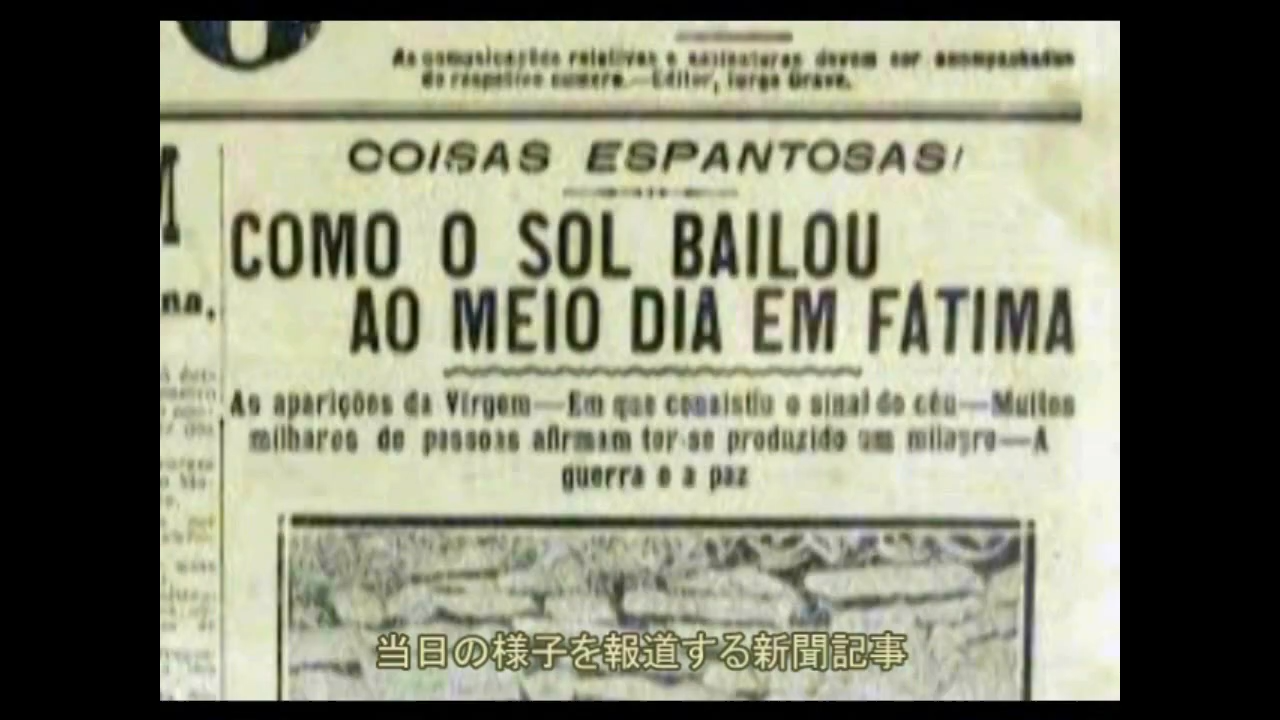 As comunicações relativas a assinaturas devem ser acompanhadas
do respetivo numero.—Editor, Jorge Grave.
COISAS ESPANTOSAS!
COMO O SOL BAILOU
AO MEIO DIA EM FÁTIMA
na,
As aparições da Virgem—Em que consistiu o sinal do céu—Muitos
milhares de pessoas afirmam ter-se produzido um milagre—A
guerra e a paz
当日の様子を報道する新聞記事